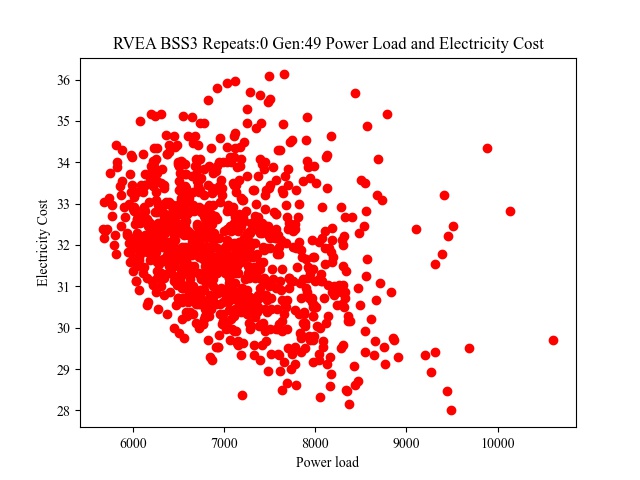 RVEA BSS3 Repeats:0 Gen:49 Power Load and Electricity Cost
36
35
34
33
32
31
30
29
28
Electricity Cost
6000 7000 8000 9000 10000
Power load